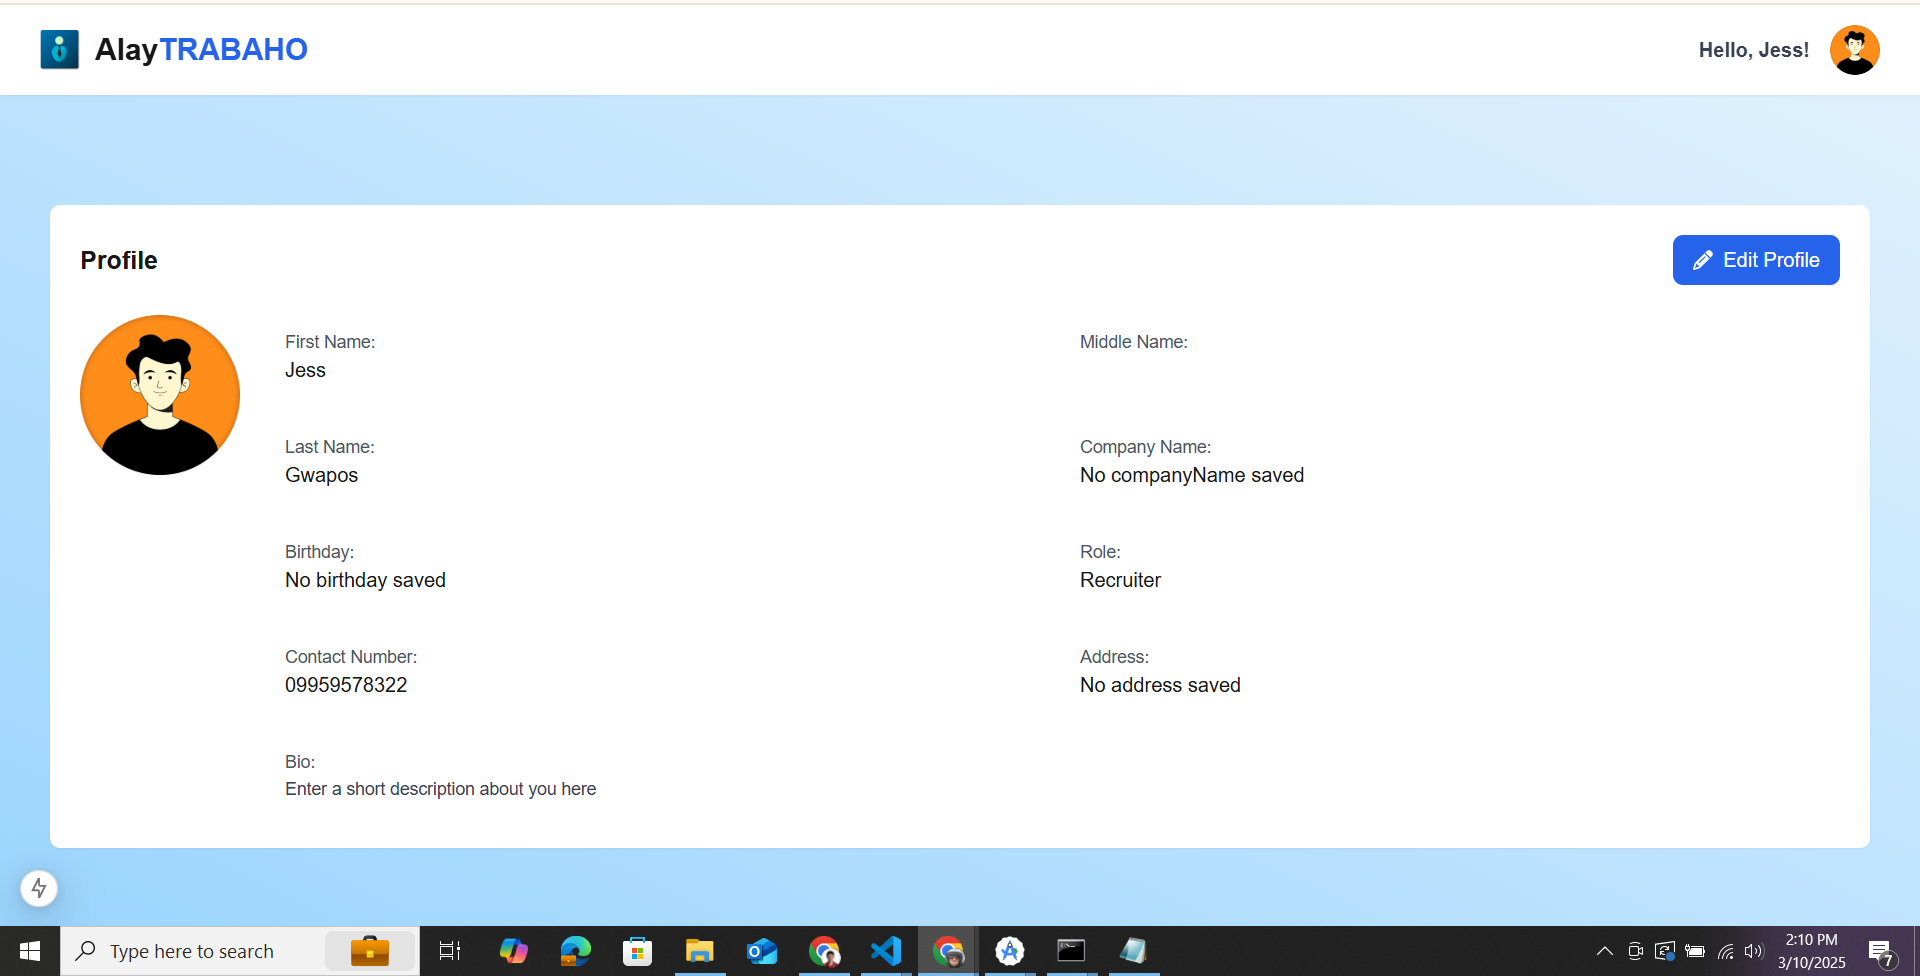 AlayTRABAHO
Hello, Jess!
Profile
Edit Profile
First Name:
Jess
Middle Name:
Last Name:
Gwapos
Company Name:
No companyName saved
Birthday:
No birthday saved
Role:
Recruiter
Contact Number:
09959578322
Address:
No address saved
Bio:
Enter a short description about you here
Type here to search
2:10 PM
3/10/2025
7